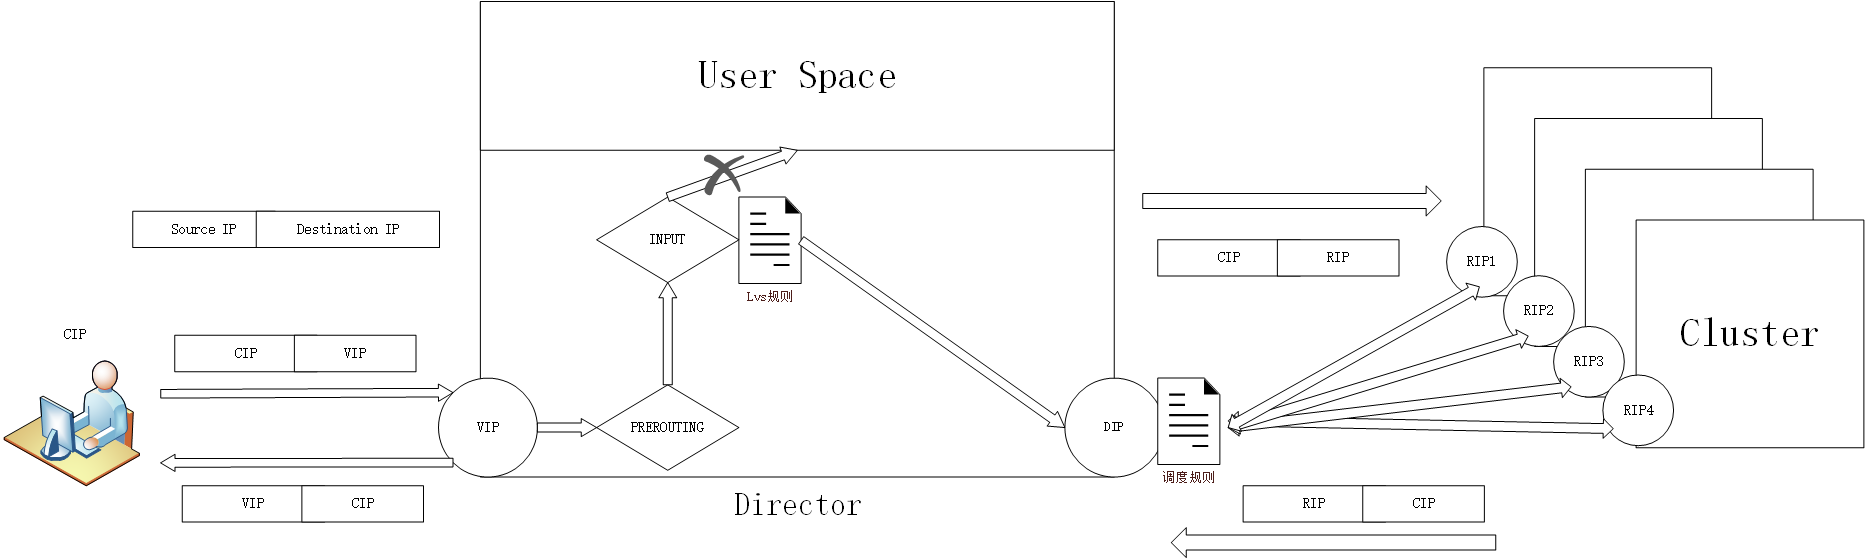 User Space
Source IP
Destination IP
INPUT
Lvs规则
CIP
RIP
RIP1
RIP2
RIP3
RIP4
Cluster
CIP
CIP
VIP
VIP
PREROUTING
DIP
调度规则
VIP
CIP
Director
RIP
CIP